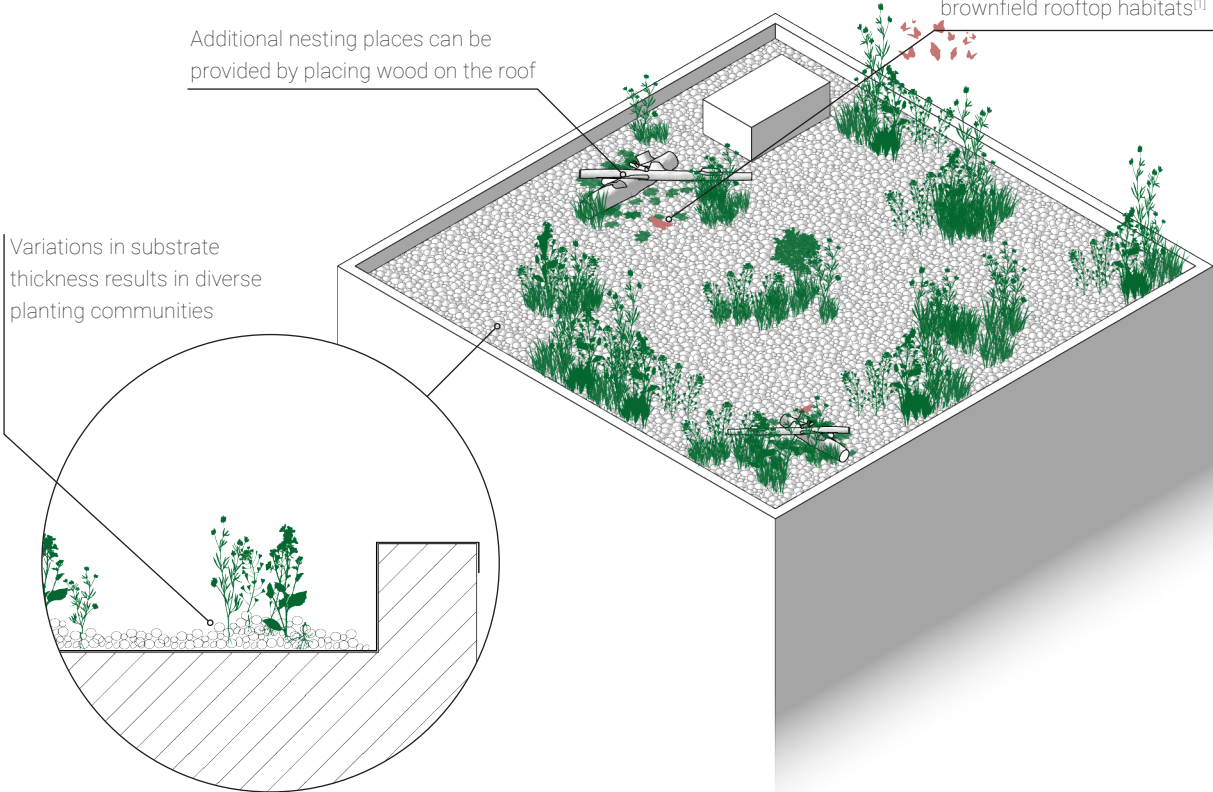 brownfield rooftop habitats[1]
Additional nesting places can be
provided by placing wood on the roof
Variations in substrate
thickness results in diverse
planting communities